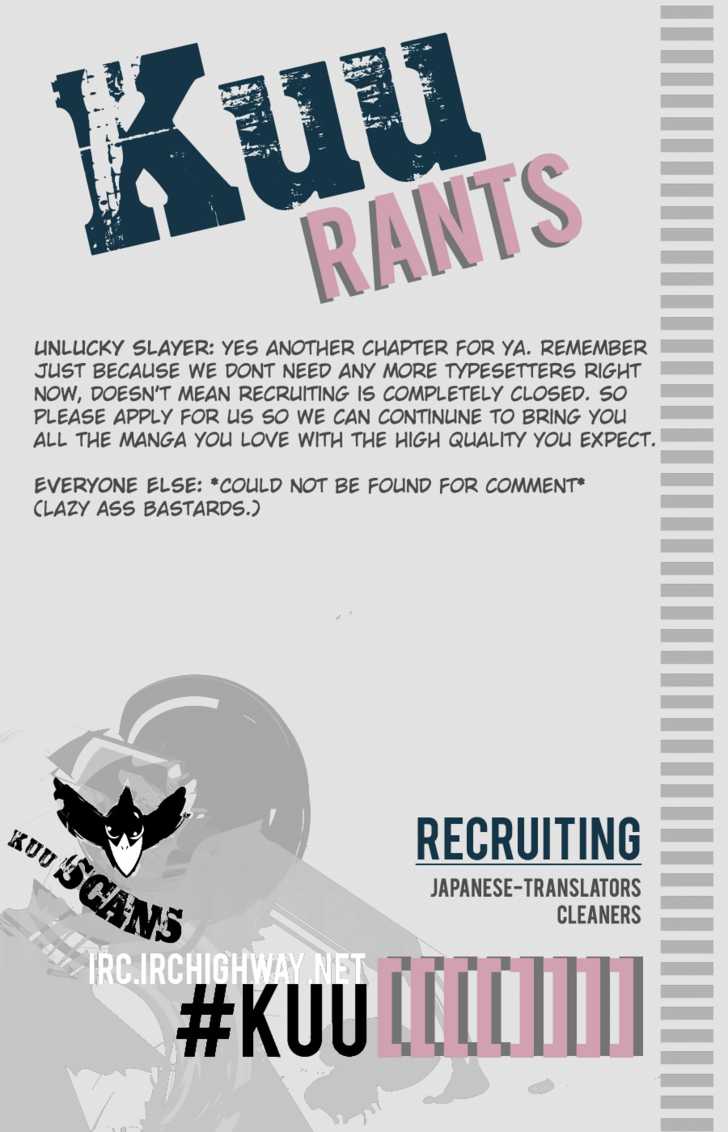 Kuu
RANTS
UNLUCKY SLAYER: YES ANOTHER CHAPTER FOR YA. REMEMBER
JUST BECAUSE WE DONT NEED ANY MORE TYPESETTERS RIGHT
NOW, DOESN'T MEAN RECRUITING IS COMPLETELY CLOSED. SO
PLEASE APPLY FOR US SO WE CAN CONTINUNE TO BRING YOU
ALL THE MANGA YOU LOVE WITH THE HIGH QUALITY YOU EXPECT.
EVERYONE ELSE: *COULD NOT BE FOUND FOR COMMENT*
(LAZY ASS BASTARDS.)
KUU SCANS
RECRUITING
JAPANESE-TRANSLATORS
CLEANERS
IRC.IRCHIGHWAY.NET
#KUU[[[[[]]]]]